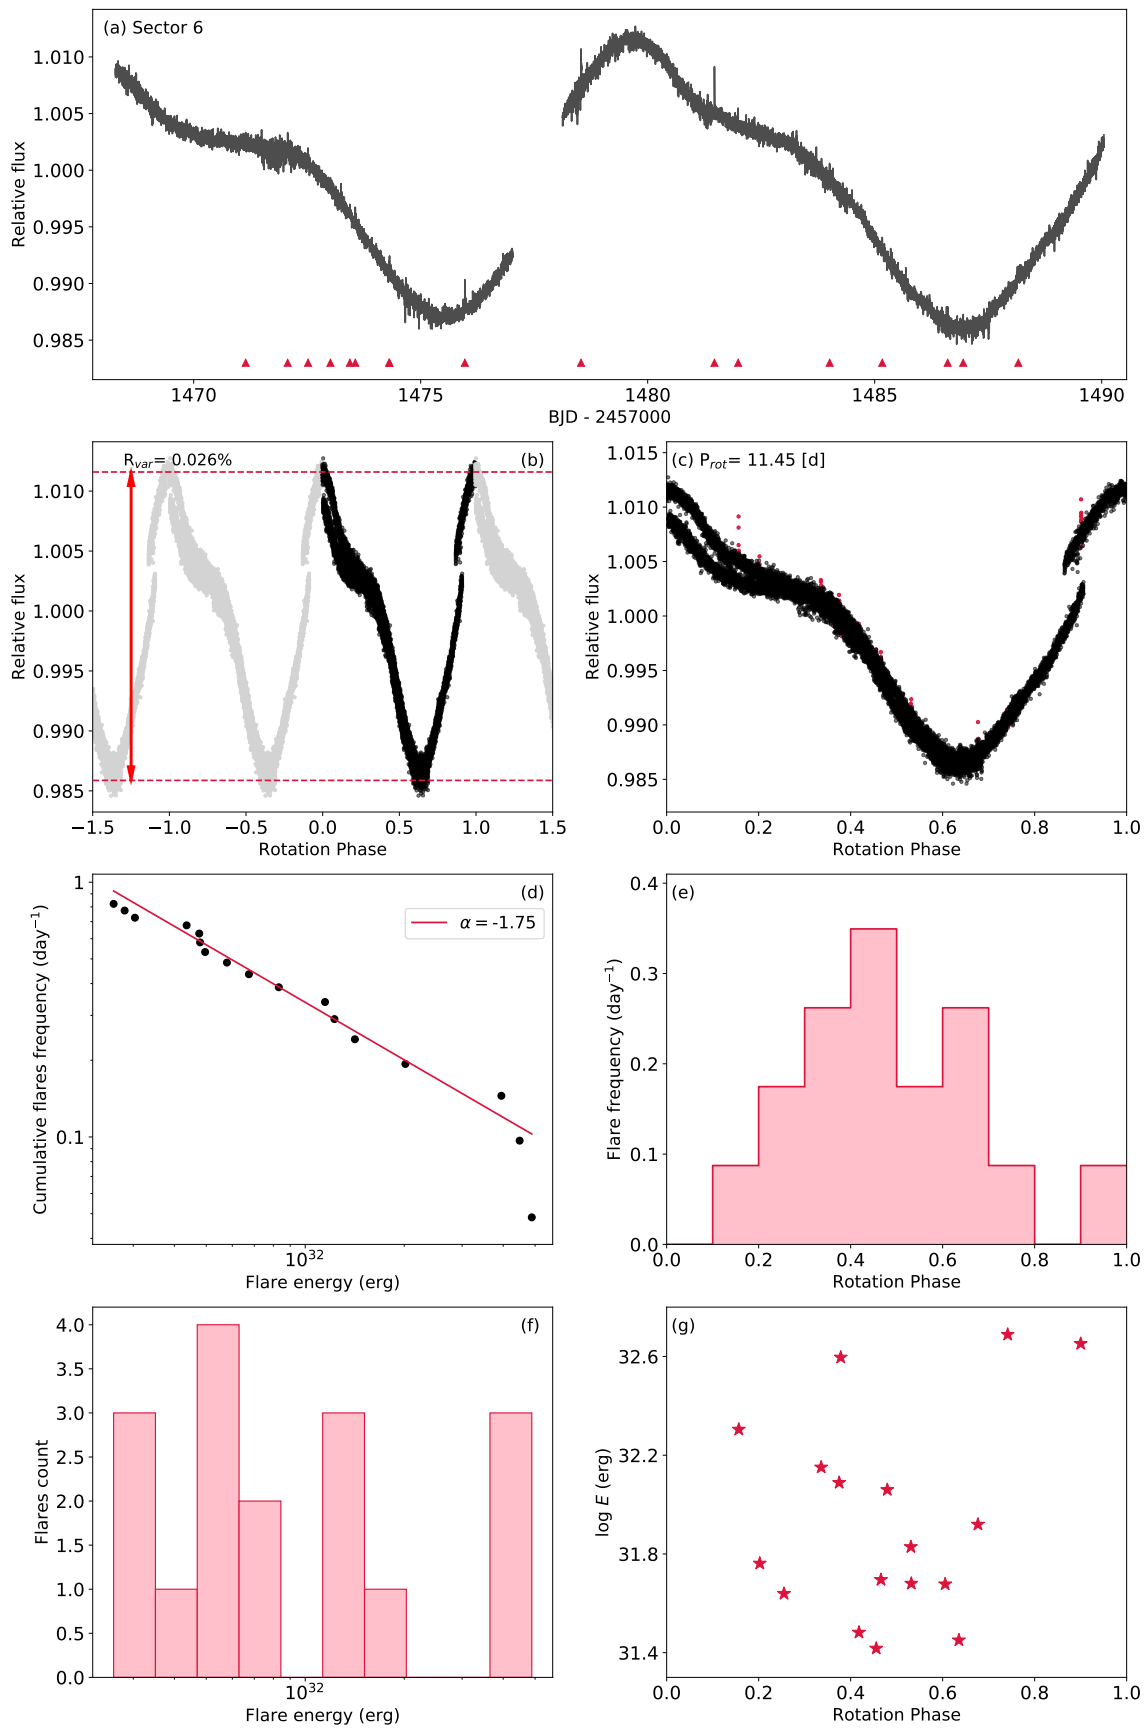 (a) Sector 6
1.010
1.005
1.000
0.995
0.990
0.985
Relative flux
1470 1475 1480 1485 1490
BJD - 2457000
R_var= 0.026%
(b)
1.010
1.005
1.000
0.995
0.990
0.985
Relative flux
−1.5 −1.0 −0.5 0.0 0.5 1.0 1.5
Rotation Phase
(c) P_rot= 11.45 [d]
1.015
1.010
1.005
1.000
0.995
0.990
0.985
Relative flux
0.0 0.2 0.4 0.6 0.8 1.0
Rotation Phase
(d)
α = -1.75
1
0.1
Cumulative flares frequency (day⁻¹)
10³²
Flare energy (erg)
(e)
0.4
0.3
0.2
0.1
0.0
Flare frequency (day⁻¹)
0.0 0.2 0.4 0.6 0.8 1.0
Rotation Phase
(f)
4.0
3.5
3.0
2.5
2.0
1.5
1.0
0.5
0.0
Flares count
10³²
Flare energy (erg)
(g)
32.6
32.2
31.8
31.4
log E (erg)
0.0 0.2 0.4 0.6 0.8 1.0
Rotation Phase